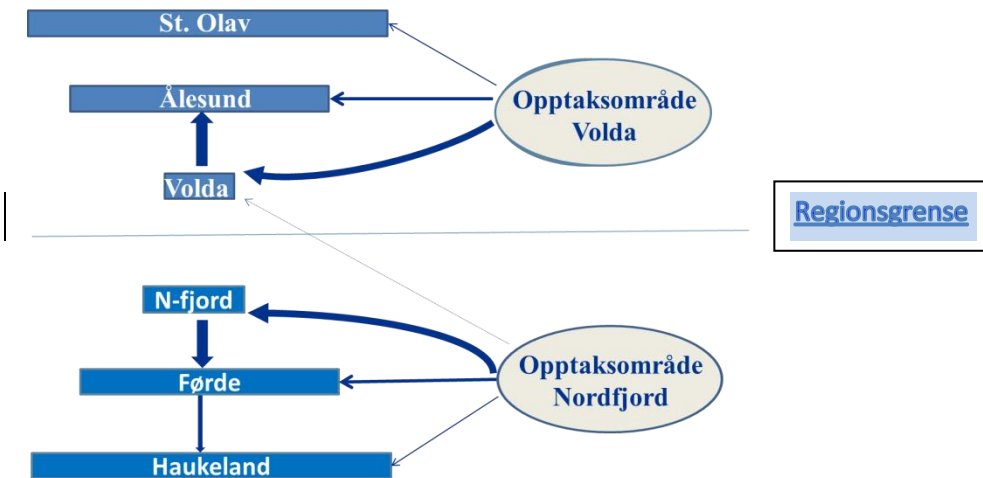 St. Olav
Ålesund
Opptaksområde
Volda
Volda
Regionsgrense
N-fjord
Førde
Opptaksområde
Nordfjord
Haukeland